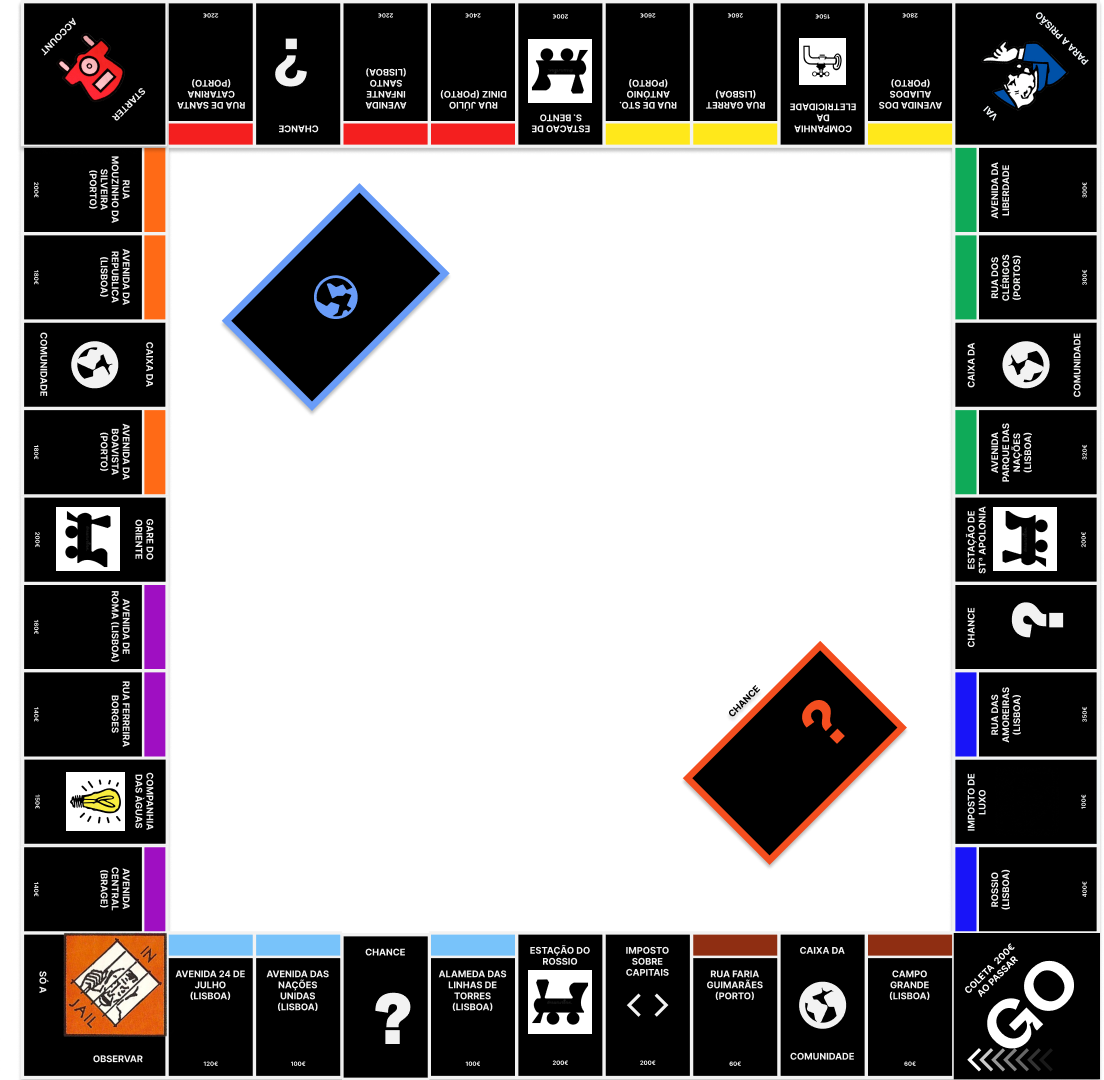 STARTER
ACCOUNT
RUA DE SANTA
CATARINA
(PORTO)
220€
CHANCE
?
AVENIDA
INFANTE
SANTO
(LISBOA)
220€
RUA JÚLIO
DINIZ (PORTO)
240€
ESTACAO DE
S. BENTO
200€
RUA DE STO.
ANTÓNIO
(PORTO)
260€
RUA GARRET
(LISBOA)
260€
COMPANHIA
DA
ELETRICIDADE
150€
AVENIDA DOS
ALIADOS
(PORTO)
280€
VAI
PARA A PRISÃO
RUA
MOUZINHO DA
SILVEIRA
(PORTO)
200€
AVENIDA DA
LIBERDADE
300€
AVENIDA DA
REPUBLICA
(LISBOA)
180€
RUA DOS
CLÉRIGOS
(PORTOS)
300€
CAIXA DA
COMUNIDADE
CAIXA DA
COMUNIDADE
AVENIDA DA
BOAVISTA
(PORTO)
180€
AVENIDA
PARQUE DAS
NAÇÕES
(LISBOA)
320€
GARE DO
ORIENTE
200€
ESTAÇÃO DE
STª APOLONIA
200€
AVENIDA DE
ROMA (LISBOA)
160€
CHANCE
?
RUA FERREIRA
BORGES
140€
CHANCE
?
RUA DAS
AMOREIRAS
(LISBOA)
350€
COMPANHIA
DAS ÀGUAS
150€
IMPOSTO DE
LUXO
100€
AVENIDA
CENTRAL
(BRAGE)
140€
ROSSIO
(LISBOA)
400€
SÓ A
IN
JAIL
OBSERVAR
AVENIDA 24 DE
JULHO
(LISBOA)
120€
AVENIDA DAS
NAÇÕES
UNIDAS
(LISBOA)
100€
CHANCE
?
ALAMEDA DAS
LINHAS DE
TORRES
(LISBOA)
100€
ESTAÇÃO DO
ROSSIO
200€
IMPOSTO
SOBRE
CAPITAIS
200€
RUA FARIA
GUIMARÃES
(PORTO)
60€
CAIXA DA
COMUNIDADE
CAMPO
GRANDE
(LISBOA)
60€
COLETA 200€
AO PASSAR
GO